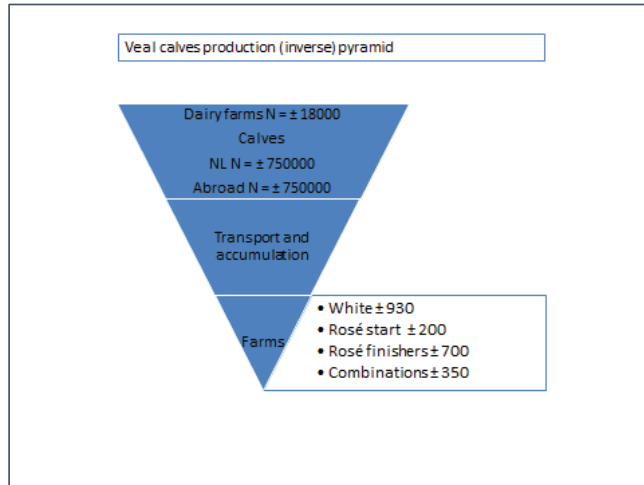 Veal calves production (inverse) pyramid
Dairy farms N = ± 18000
Calves
NL N = ± 750000
Abroad N = ± 750000
Transport and
accumulation
Farms
• White ± 930
• Rosé start ± 200
• Rosé finishers ± 700
• Combinations ± 350